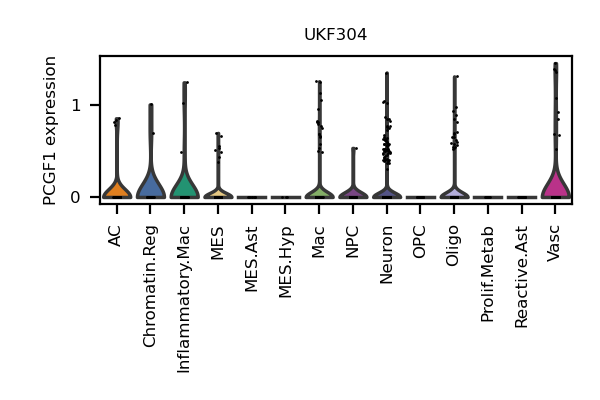 UKF304
PCGF1 expression
1
0
AC
Chromatin.Reg
Inflammatory.Mac
MES
MES.Ast
MES.Hyp
Mac
NPC
Neuron
OPC
Oligo
Prolif.Metab
Reactive.Ast
Vasc